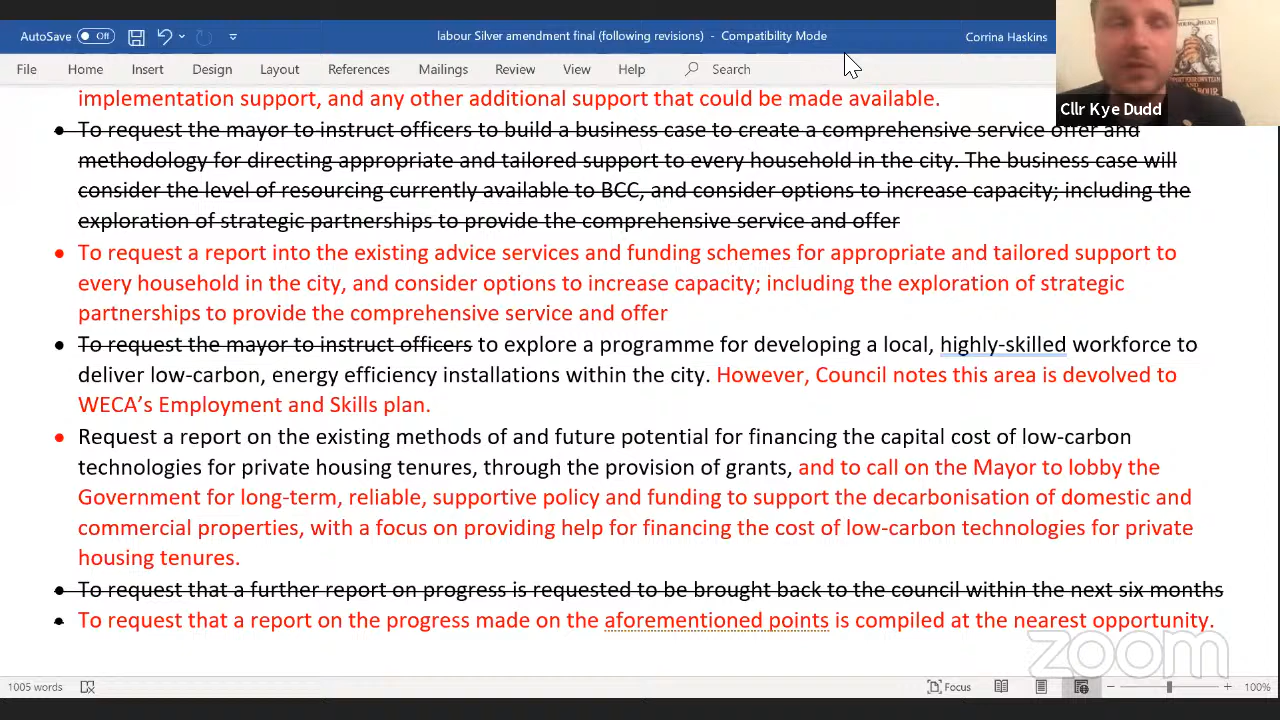 AutoSave Off labour Silver amendment final (following revisions) - Compatibility Mode Corrina Haskins
File Home Insert Design Layout References Mailings Review View Help Search
Cllr Kye Dudd
implementation support, and any other additional support that could be made available.
To request the mayor to instruct officers to build a business case to create a comprehensive service offer and
methodology for directing appropriate and tailored support to every household in the city. The business case will
consider the level of resourcing currently available to BCC, and consider options to increase capacity; including the
exploration of strategic partnerships to provide the comprehensive service and offer
To request a report into the existing advice services and funding schemes for appropriate and tailored support to
every household in the city, and consider options to increase capacity; including the exploration of strategic
partnerships to provide the comprehensive service and offer
To request the mayor to instruct officers to explore a programme for developing a local, highly-skilled workforce to
deliver low-carbon, energy efficiency installations within the city. However, Council notes this area is devolved to
WECA's Employment and Skills plan.
Request a report on the existing methods of and future potential for financing the capital cost of low-carbon
technologies for private housing tenures, through the provision of grants, and to call on the Mayor to lobby the
Government for long-term, reliable, supportive policy and funding to support the decarbonisation of domestic and
commercial properties, with a focus on providing help for financing the cost of low-carbon technologies for private
housing tenures.
To request that a further report on progress is requested to be brought back to the council within the next six months
To request that a report on the progress made on the aforementioned points is compiled at the nearest opportunity.
zoom
1005 words Focus 100%